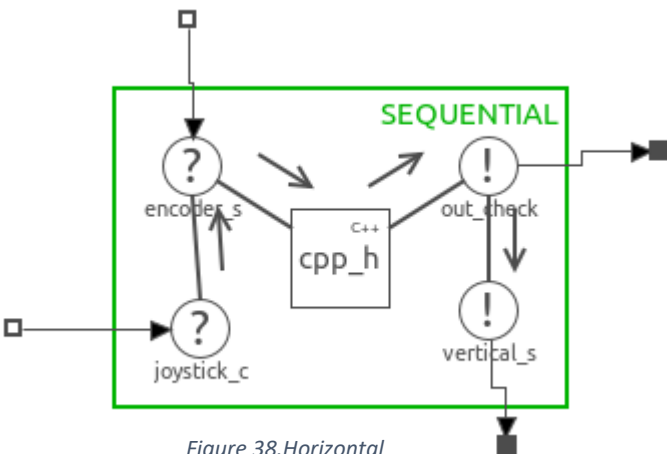 SEQUENTIAL
?
!
encoder_s
out_check
C++
cpp_h
?
!
joystick_c
vertical_s
Figure 38.Horizontal